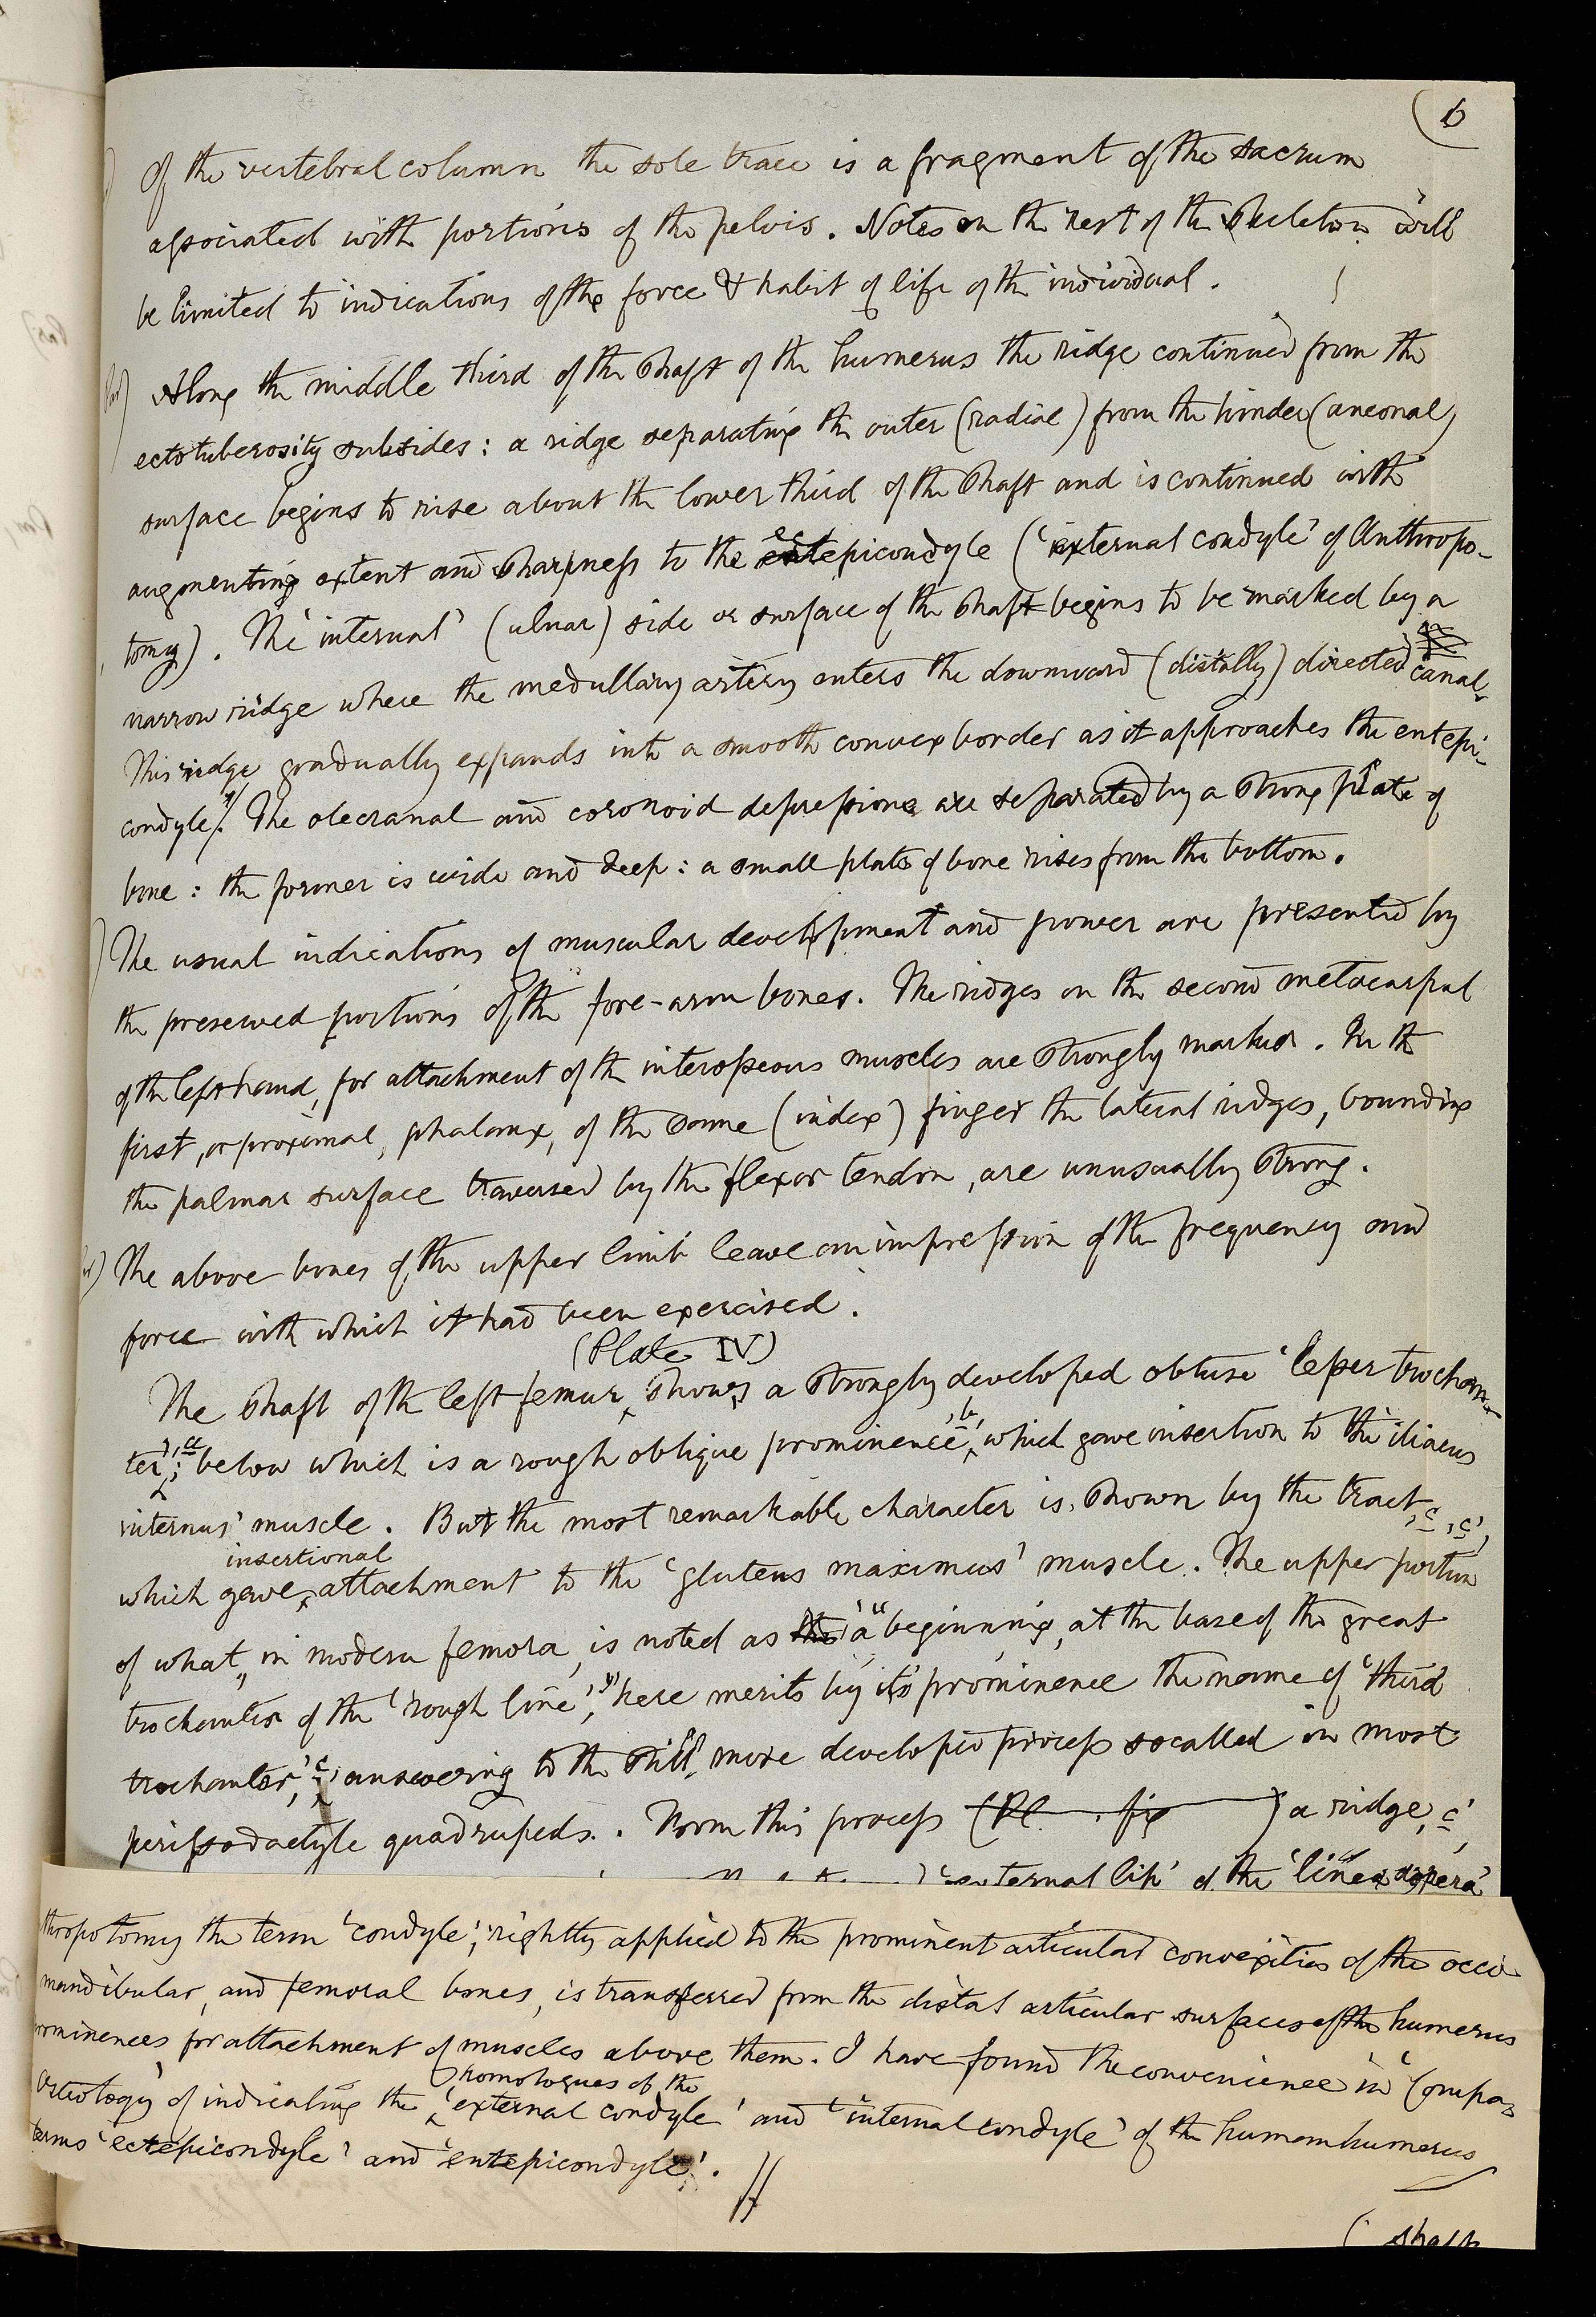 6
Of the vertebral column the sole trace is a fragment of the sacrum
associated with portions of the pelvis. Notes on the rest of the skeleton will
be limited to indications of the force & habit of life of the individual.
Along the middle third of the shaft of the humerus the ridge continued from the
ectotuberosity subsides: a ridge separating the outer (radial) from the hinder (anconal)
surface begins to rise about the lower third of the shaft and is continued with
augmenting extent and sharpness to the ectepicondyle ('external condyle' of Anthropo-
tomy). The 'internal' (ulnar) side or surface of the shaft begins to be marked by a
narrow ridge where the medullary artery enters the downward (distally) directed canal.
This ridge gradually expands into a smooth convex border as it approaches the entepi-
condyle. The olecranal and coronoid depressions are separated by a strong plate of
bone: the former is wide and deep: a small plate of bone rises from the bottom.
The usual indications of muscular development and power are presented by
the preserved portions of the fore-arm bones. The ridges on the second metacarpal
of the left hand, for attachment of the interosseous muscles are strongly marked. In the
first, or proximal, phalanx, of the same (index) finger the lateral ridges, bounding
the palmar surface traversed by the flexor tendon, are unusually strong.
The above bones of the upper limb leave an impression of the frequency and
force with which it had been exercised.
(Plate IV)
The shaft of the left femur shows a strongly developed obtuse 'lesser trochan-
ter,' a; below which is a rough oblique prominence, b, which gave insertion to the 'iliacus
internus' muscle. But the most remarkable character is shown by the tract, c, c',
insertional
which gave attachment to the 'gluteus maximus' muscle. The upper portion
of what, in modern femora, is noted as the a "beginning, at the base of the great
trochanter of the 'rough line'," here merits by its prominence the name of 'third
trochanter,' c, answering to the still more developed process so called in most
perissodactyle quadrupeds. From this process (Pl. . fig ) a ridge, c',
'external lip' of the 'linea aspera'
thropotomy the term 'condyle', rightly applied to the prominent articular convexities of the occi
mandibular, and femoral bones, is transferred from the distal articular surfaces of the humerus
rominences for attachment of muscles above them. I have found the convenience in 'Compa-
homologues of the
Osteology' of indicating the 'external condyle' and 'internal condyle' of the human humerus
terms 'ectepicondyle' and 'entepicondyle'. //